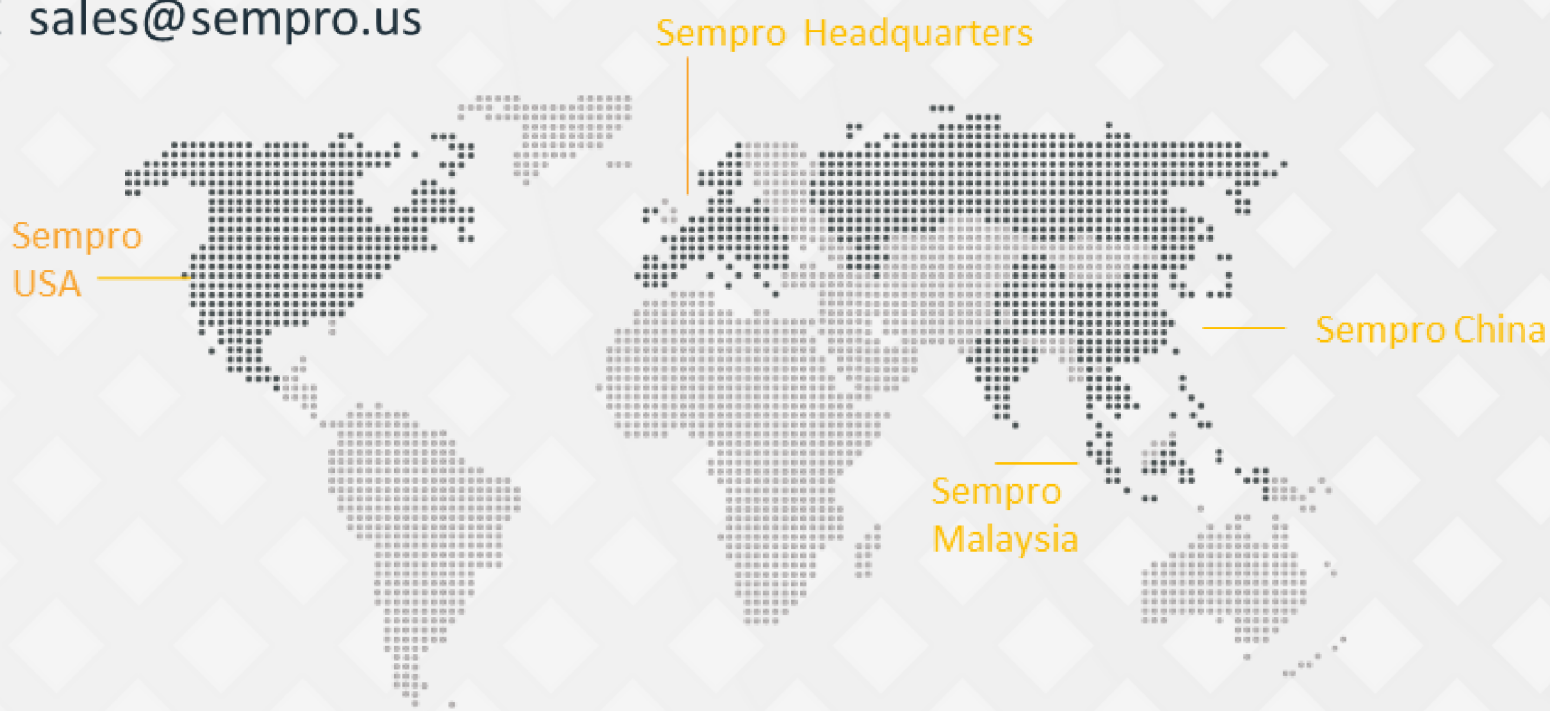 sales@sempro.us
Sempro Headquarters
Sempro
USA
Sempro China
Sempro
Malaysia